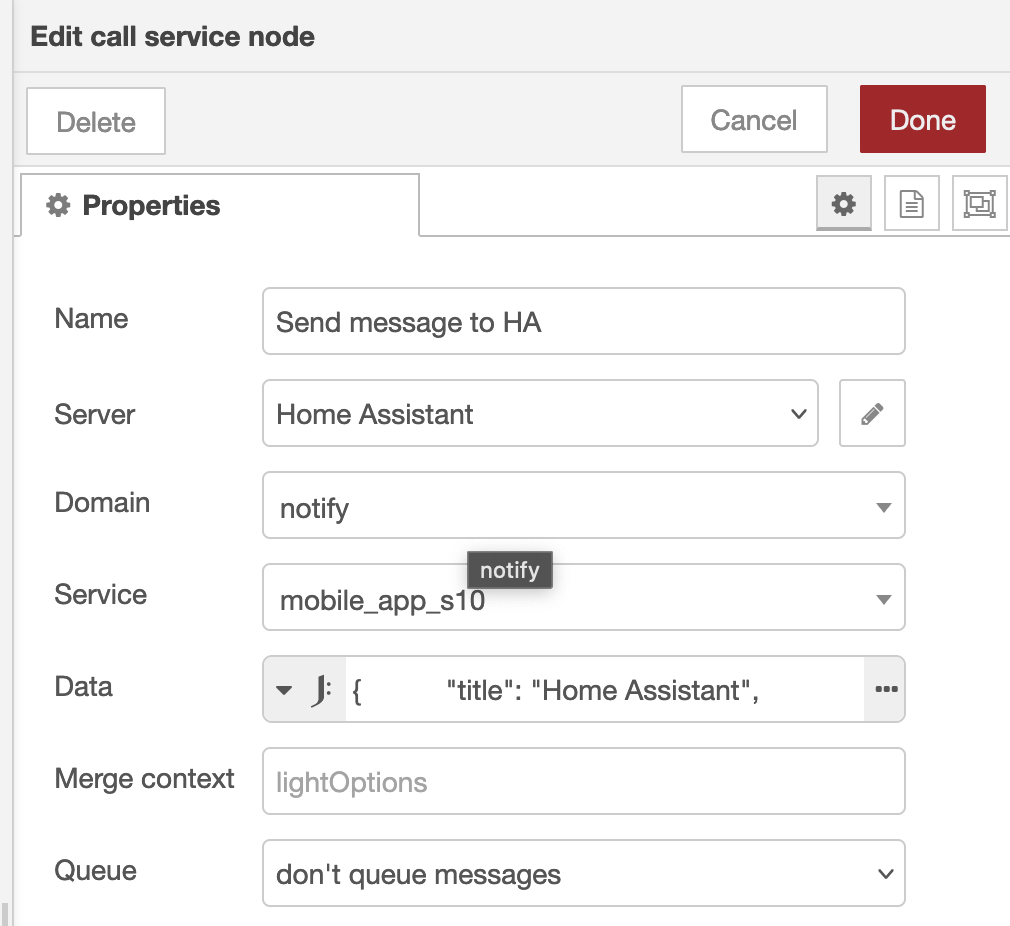 Edit call service node
Delete
Cancel
Done
Properties
Name
Send message to HA
Server
Home Assistant
Domain
notify
notify
Service
mobile_app_s10
Data
J: { "title": "Home Assistant",
Merge context
lightOptions
Queue
don't queue messages